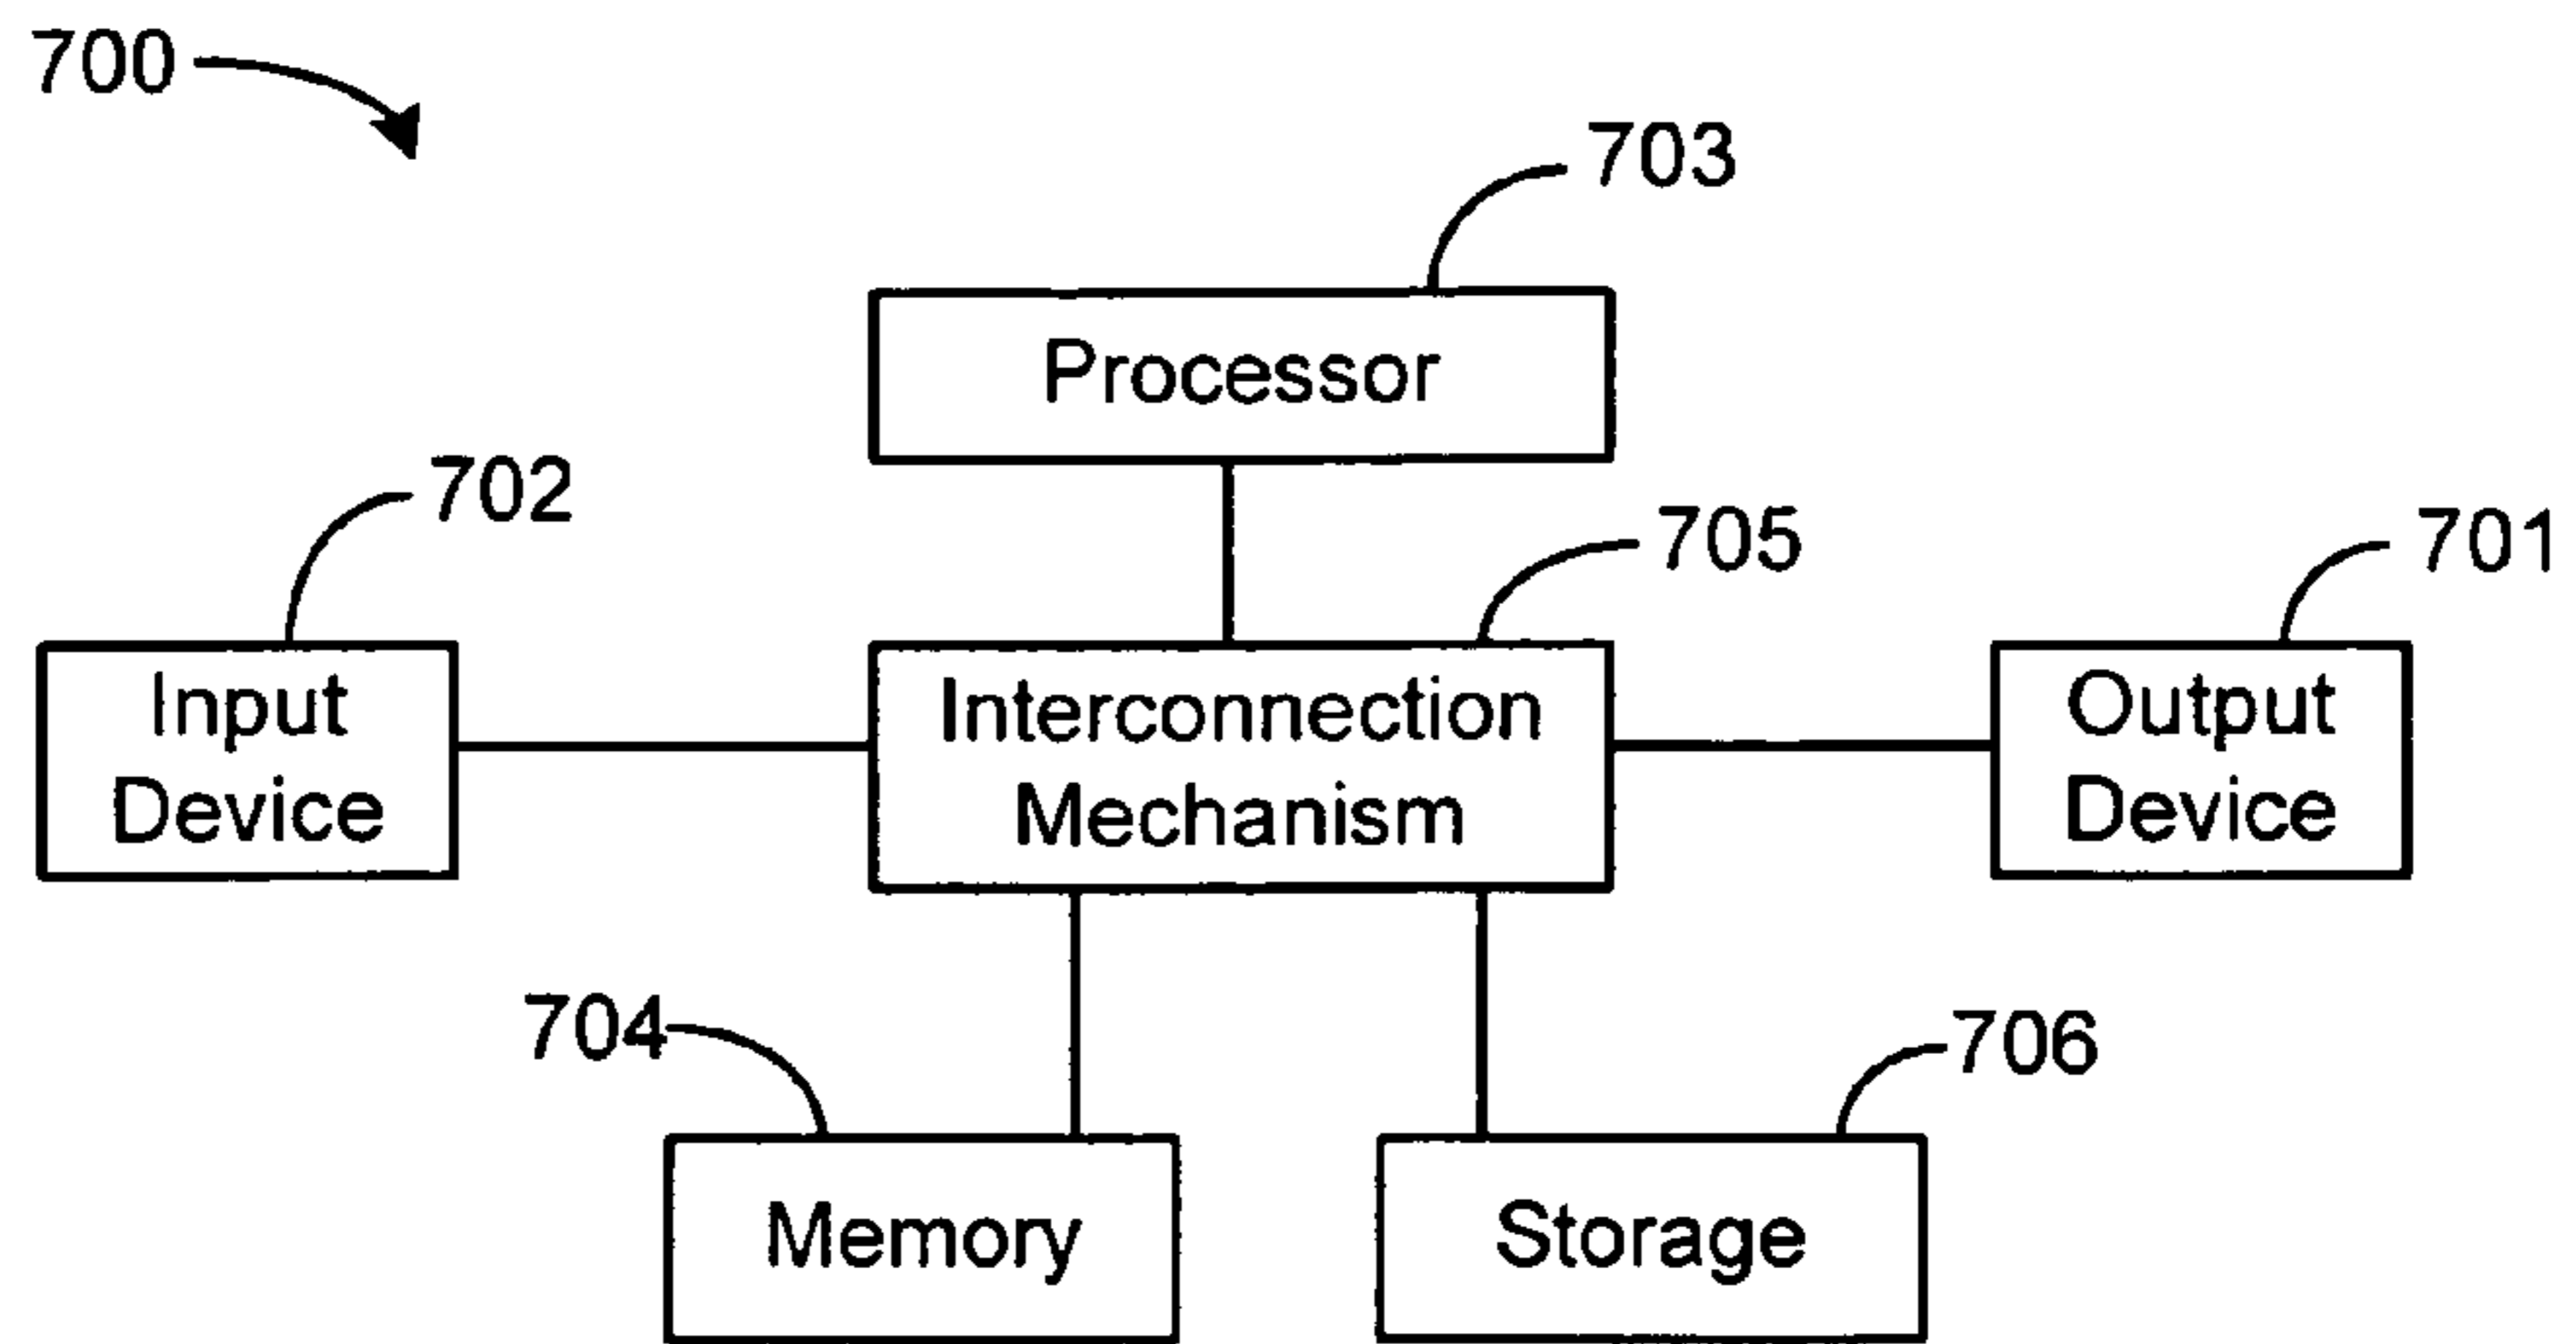 700
703
Processor
702
705
701
Input
Device
Interconnection
Mechanism
Output
Device
704
706
Memory
Storage